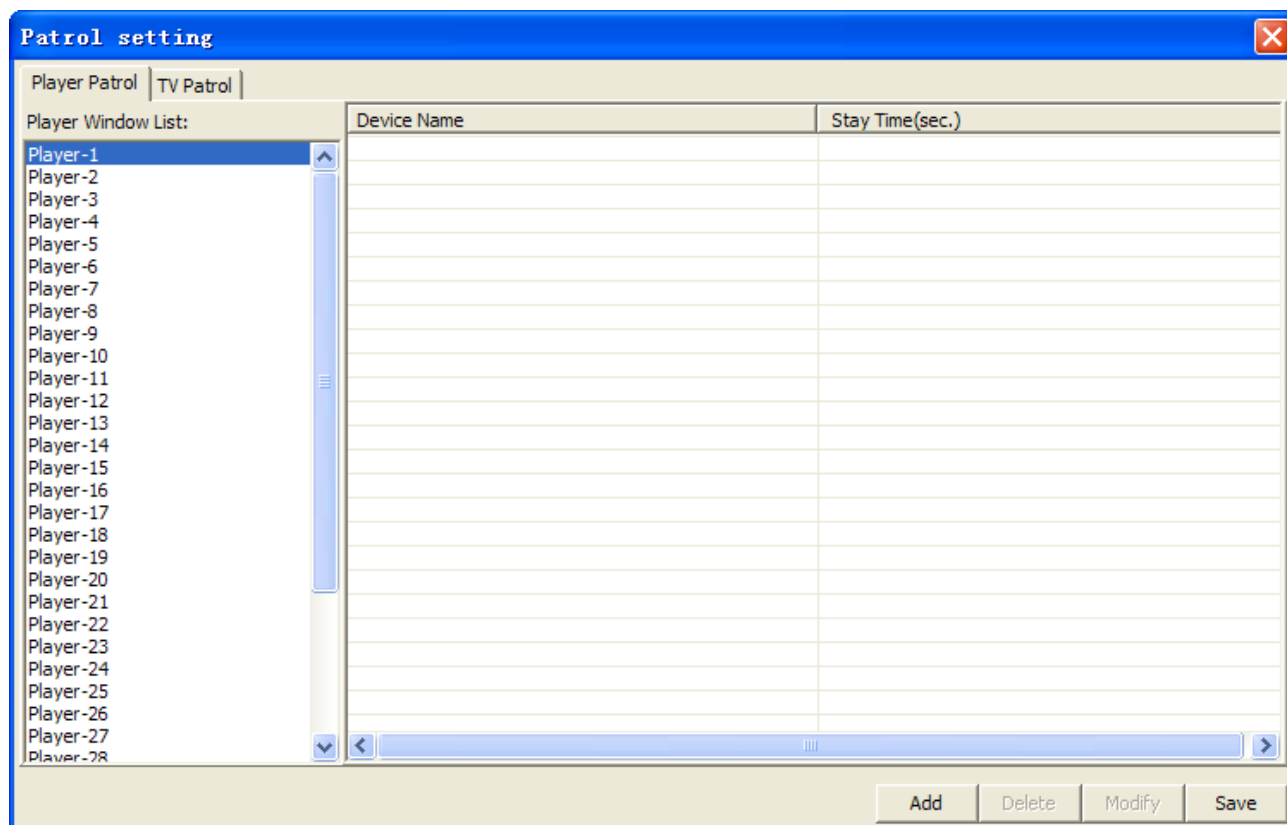 Patrol setting
Player Patrol
TV Patrol
Player Window List:
Device Name
Stay Time(sec.)
Player-1
Player-2
Player-3
Player-4
Player-5
Player-6
Player-7
Player-8
Player-9
Player-10
Player-11
Player-12
Player-13
Player-14
Player-15
Player-16
Player-17
Player-18
Player-19
Player-20
Player-21
Player-22
Player-23
Player-24
Player-25
Player-26
Player-27
Player-28
Add
Delete
Modify
Save